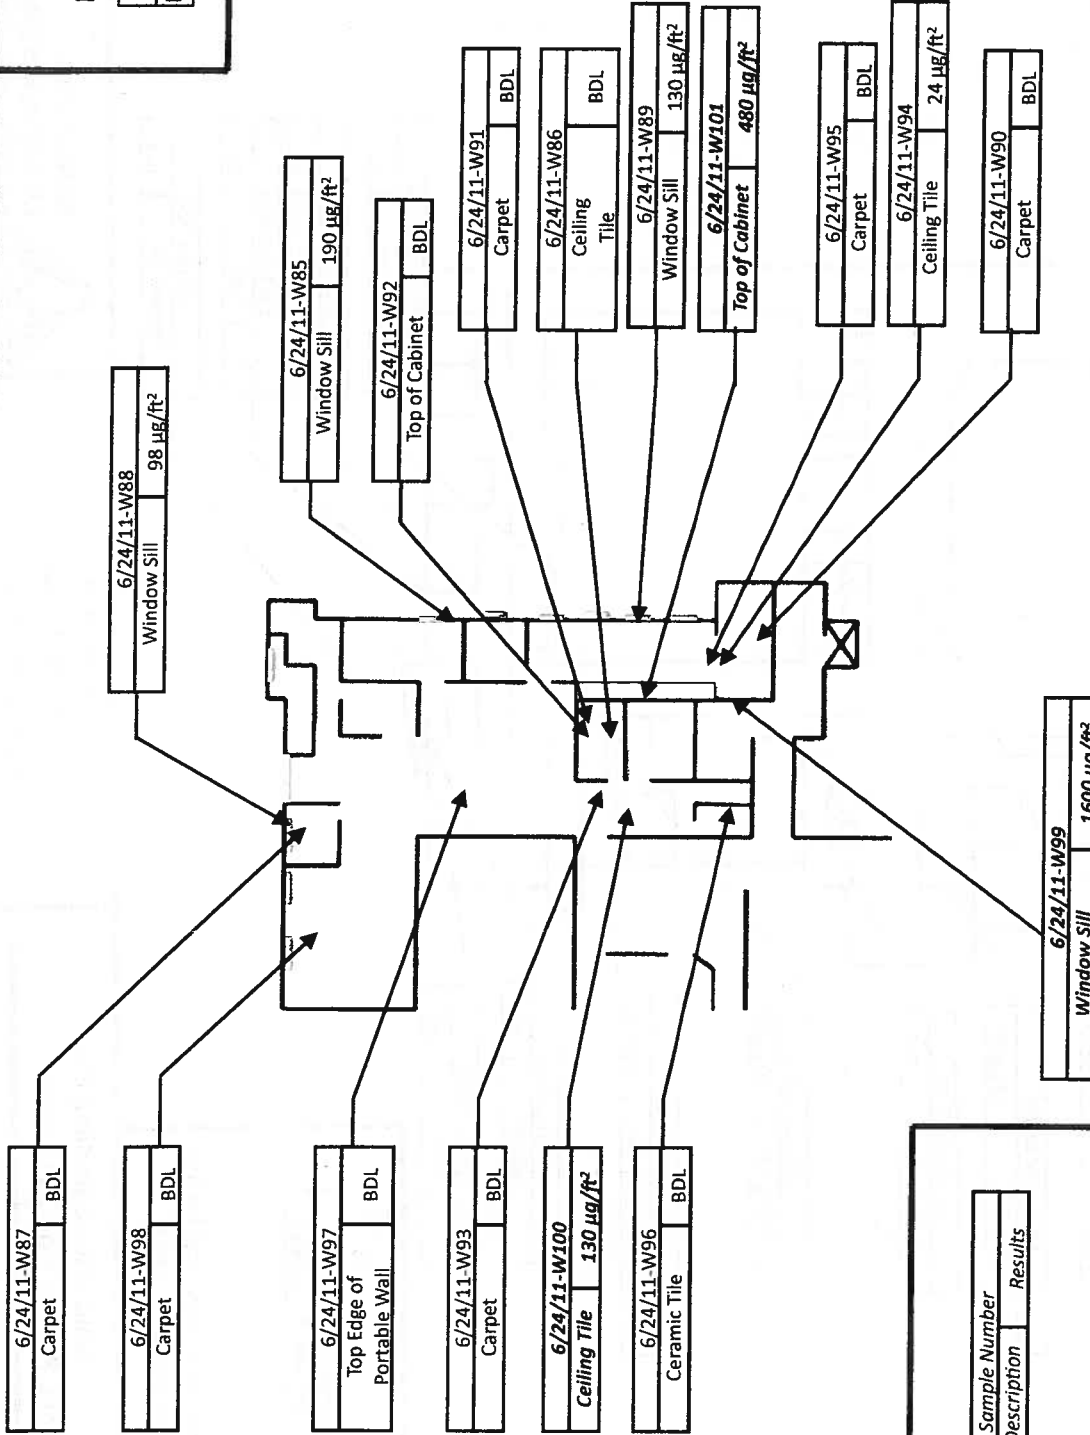 6/24/11-W88
Window Sill 98 µg/ft²
6/24/11-W85
Window Sill 190 µg/ft²
6/24/11-W92
Top of Cabinet BDL
6/24/11-W91
Carpet BDL
6/24/11-W86
Ceiling BDL
Tile
6/24/11-W89
Window Sill 130 µg/ft²
6/24/11-W101
Top of Cabinet 480 µg/ft²
6/24/11-W95
Carpet BDL
6/24/11-W94
Ceiling Tile 24 µg/ft²
6/24/11-W90
Carpet BDL
6/24/11-W87
Carpet BDL
6/24/11-W98
Carpet BDL
6/24/11-W97
Top Edge of BDL
Portable Wall
6/24/11-W93
Carpet BDL
6/24/11-W100
Ceiling Tile 130 µg/ft²
6/24/11-W96
Ceramic Tile BDL
6/24/11-W99
Window Sill 1600 µg/ft²
Sample Number
Description Results